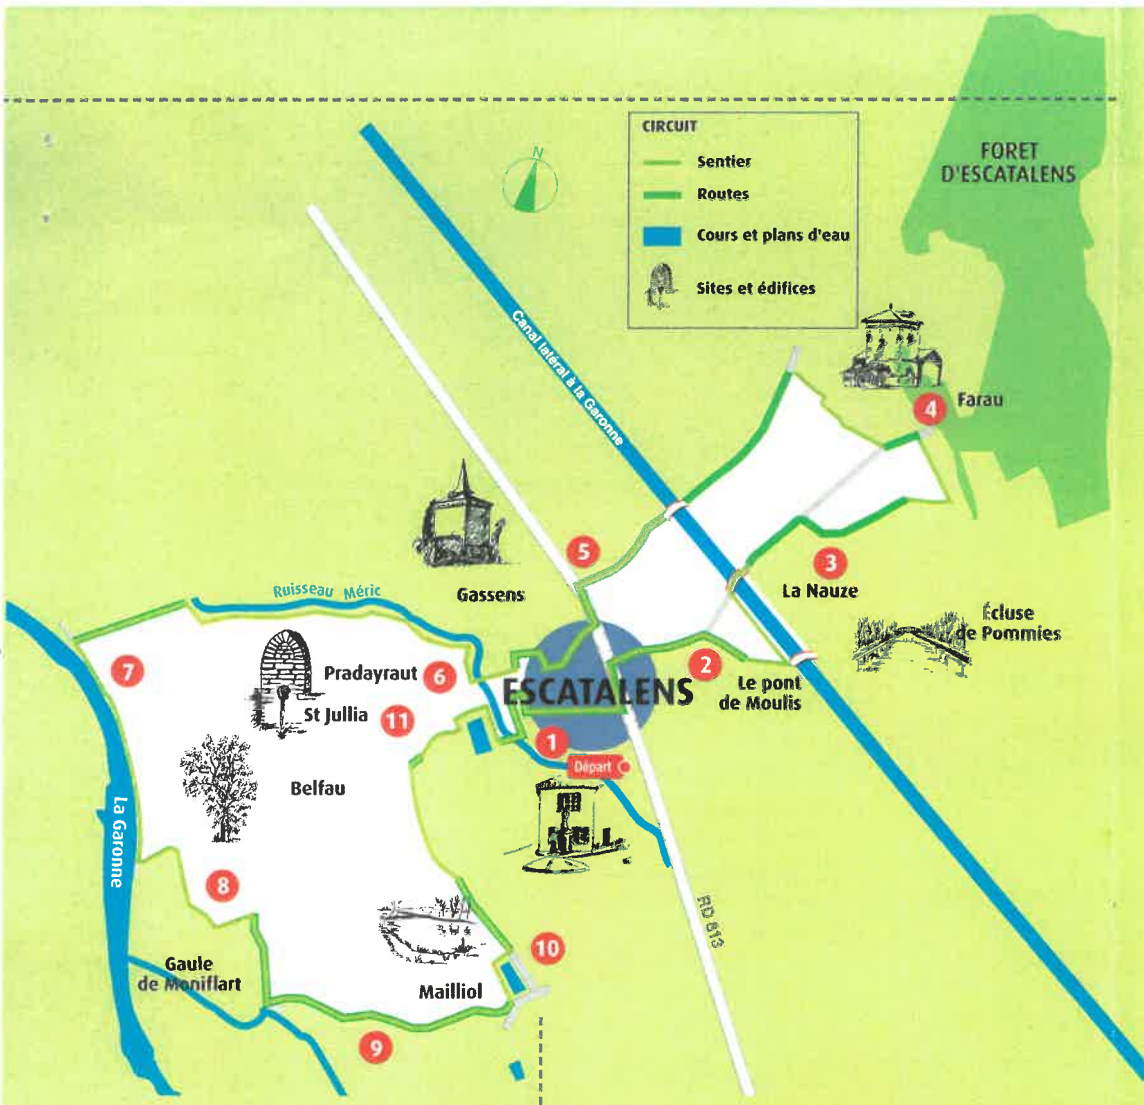 N
CIRCUIT
Sentier
Routes
Cours et plans d'eau
Sites et édifices
FORET
D'ESCATALENS
Canal latéral à la Garonne
4
Farau
5
3
La Nauze
Gassens
Ruisseau Méric
Écluse
de Pommies
7
Pradayraut
6
ESCATALENS
2
Le pont
de Moulis
St Jullia
11
1
Départ
Belfau
La Garonne
8
RD 813
10
Gaule
de Moniflart
Mailliol
9